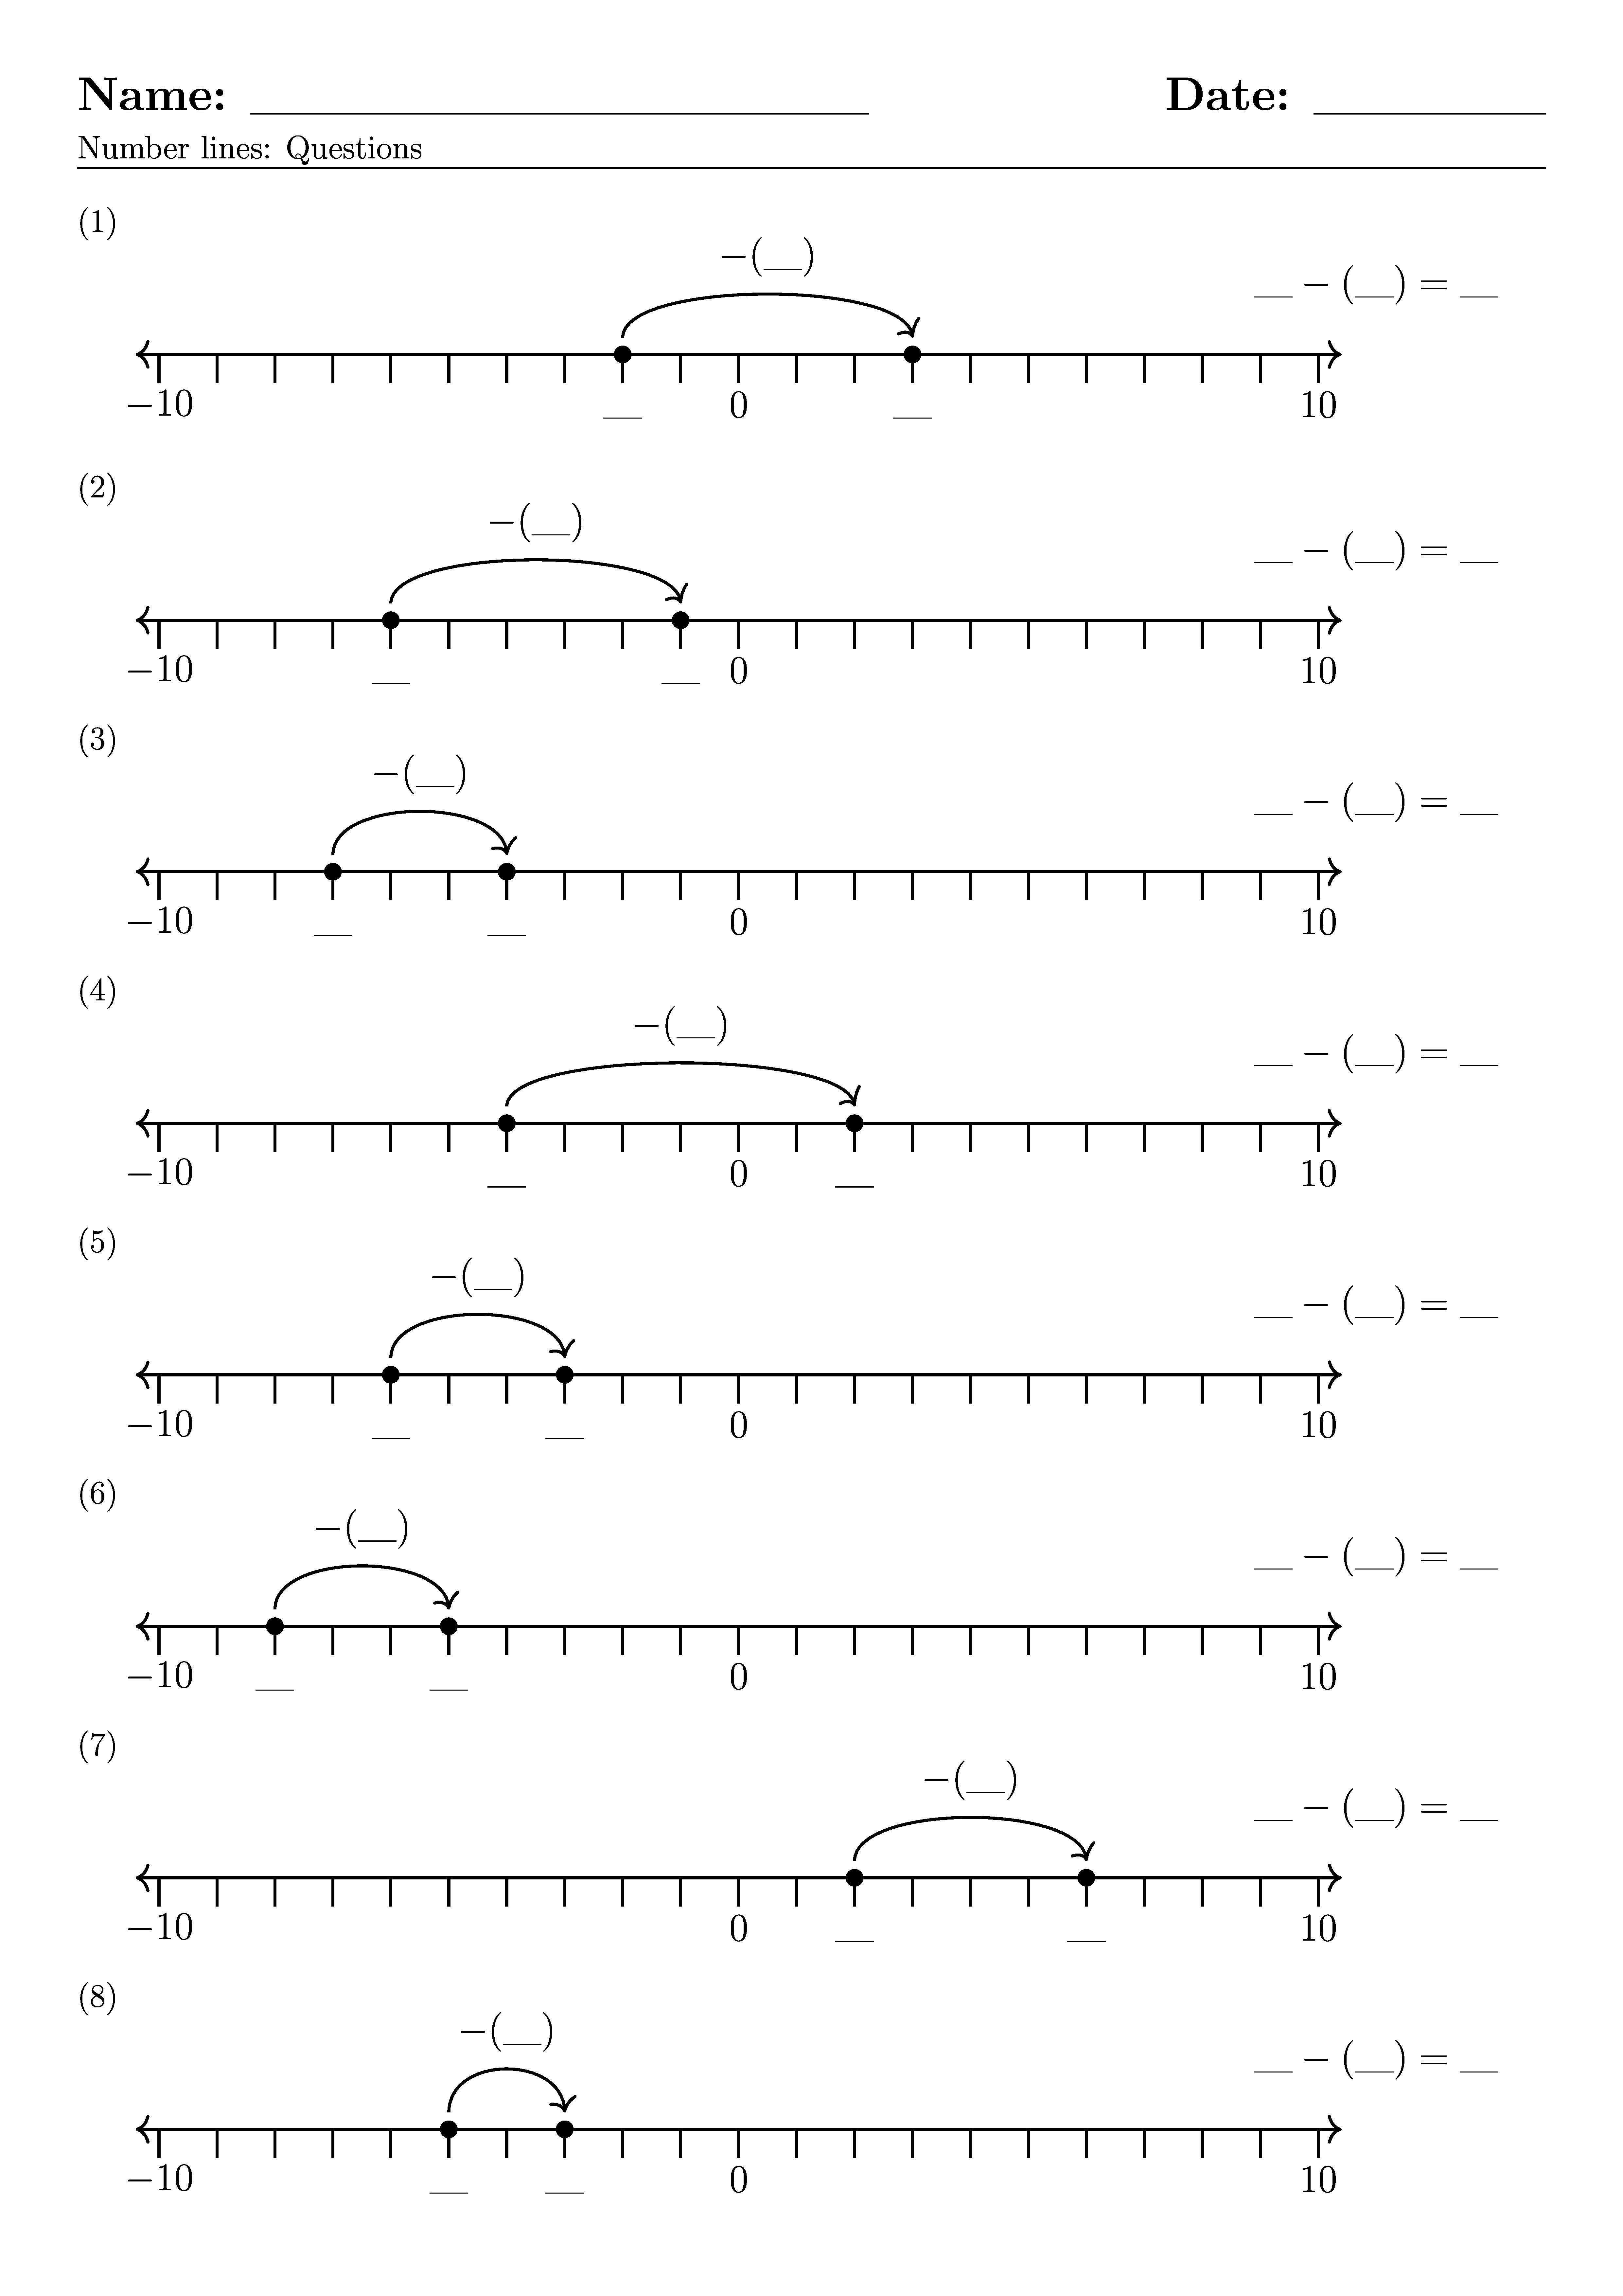 Name: ____ Date: ____
Number lines: Questions
(1)
−(__)
__ − (__) = __
−10 __ 0 __ 10
(2)
−(__)
__ − (__) = __
−10 __ __ 0 10
(3)
−(__)
__ − (__) = __
−10 __ __ 0 10
(4)
−(__)
__ − (__) = __
−10 __ 0 __ 10
(5)
−(__)
__ − (__) = __
−10 __ __ 0 10
(6)
−(__)
__ − (__) = __
−10 __ __ 0 10
(7)
−(__)
__ − (__) = __
−10 0 __ __ 10
(8)
−(__)
__ − (__) = __
−10 __ __ 0 10